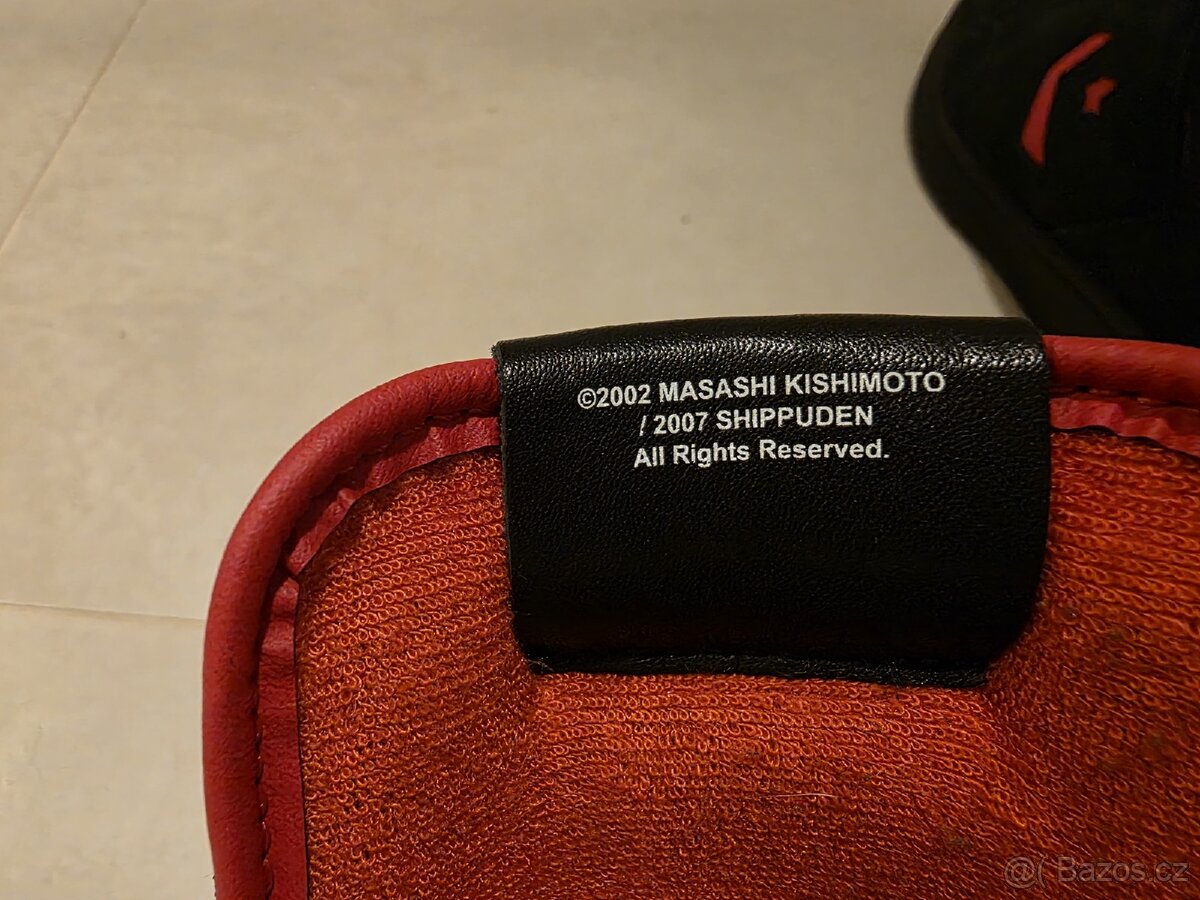 ©2002 MASASHI KISHIMOTO
/ 2007 SHIPPUDEN
All Rights Reserved.
@( Bazos.cz